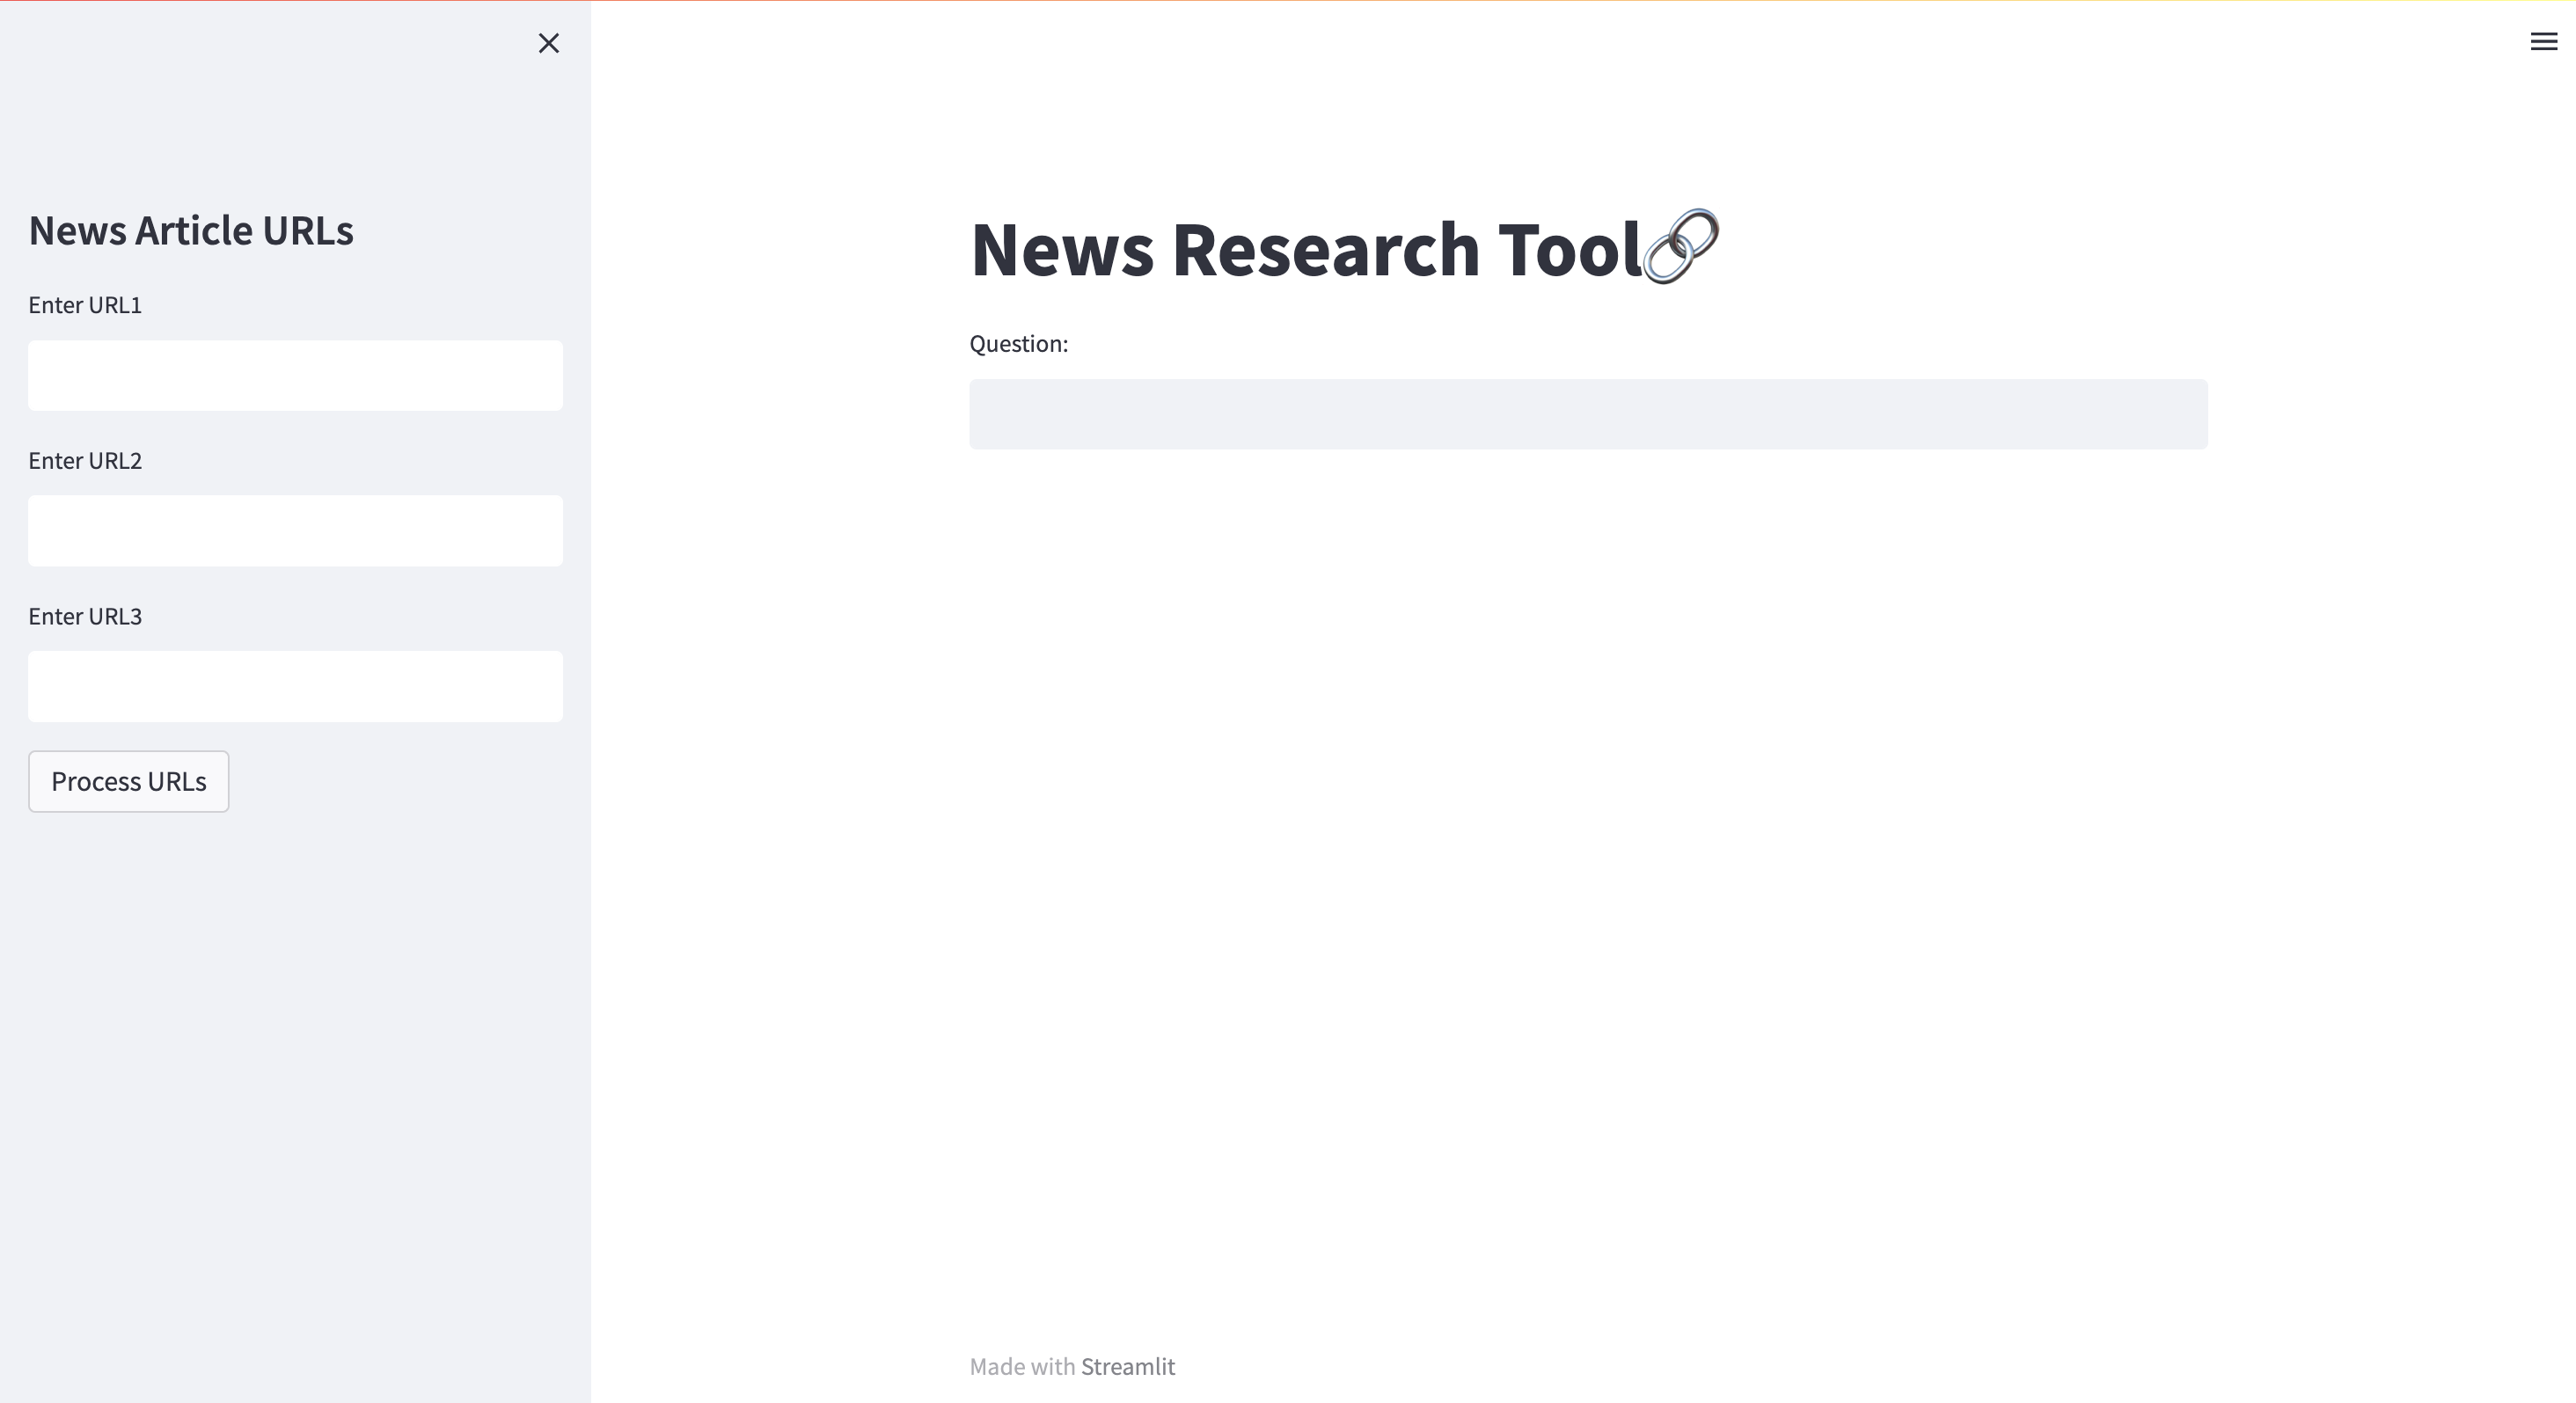 News Article URLs
Enter URL1
Enter URL2
Enter URL3
Process URLs
News Research Tool🔗
Question:
Made with Streamlit